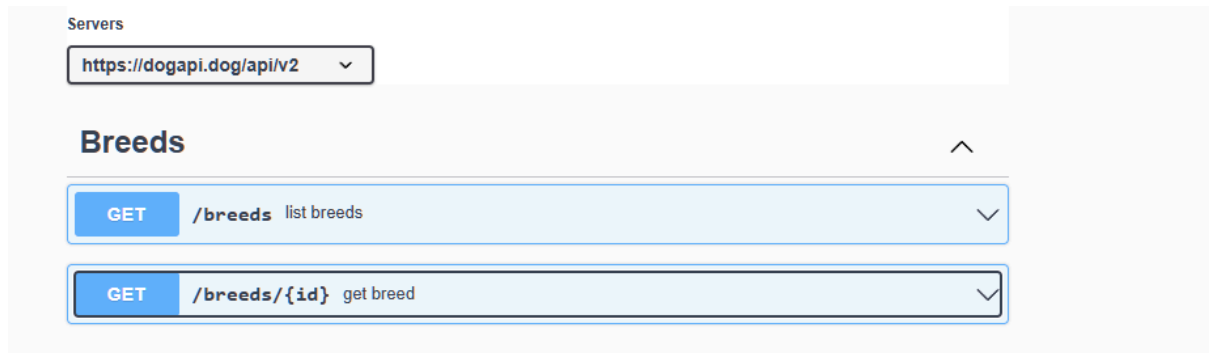 Servers
https://dogapi.dog/api/v2
Breeds
GET /breeds list breeds
GET /breeds/{id} get breed